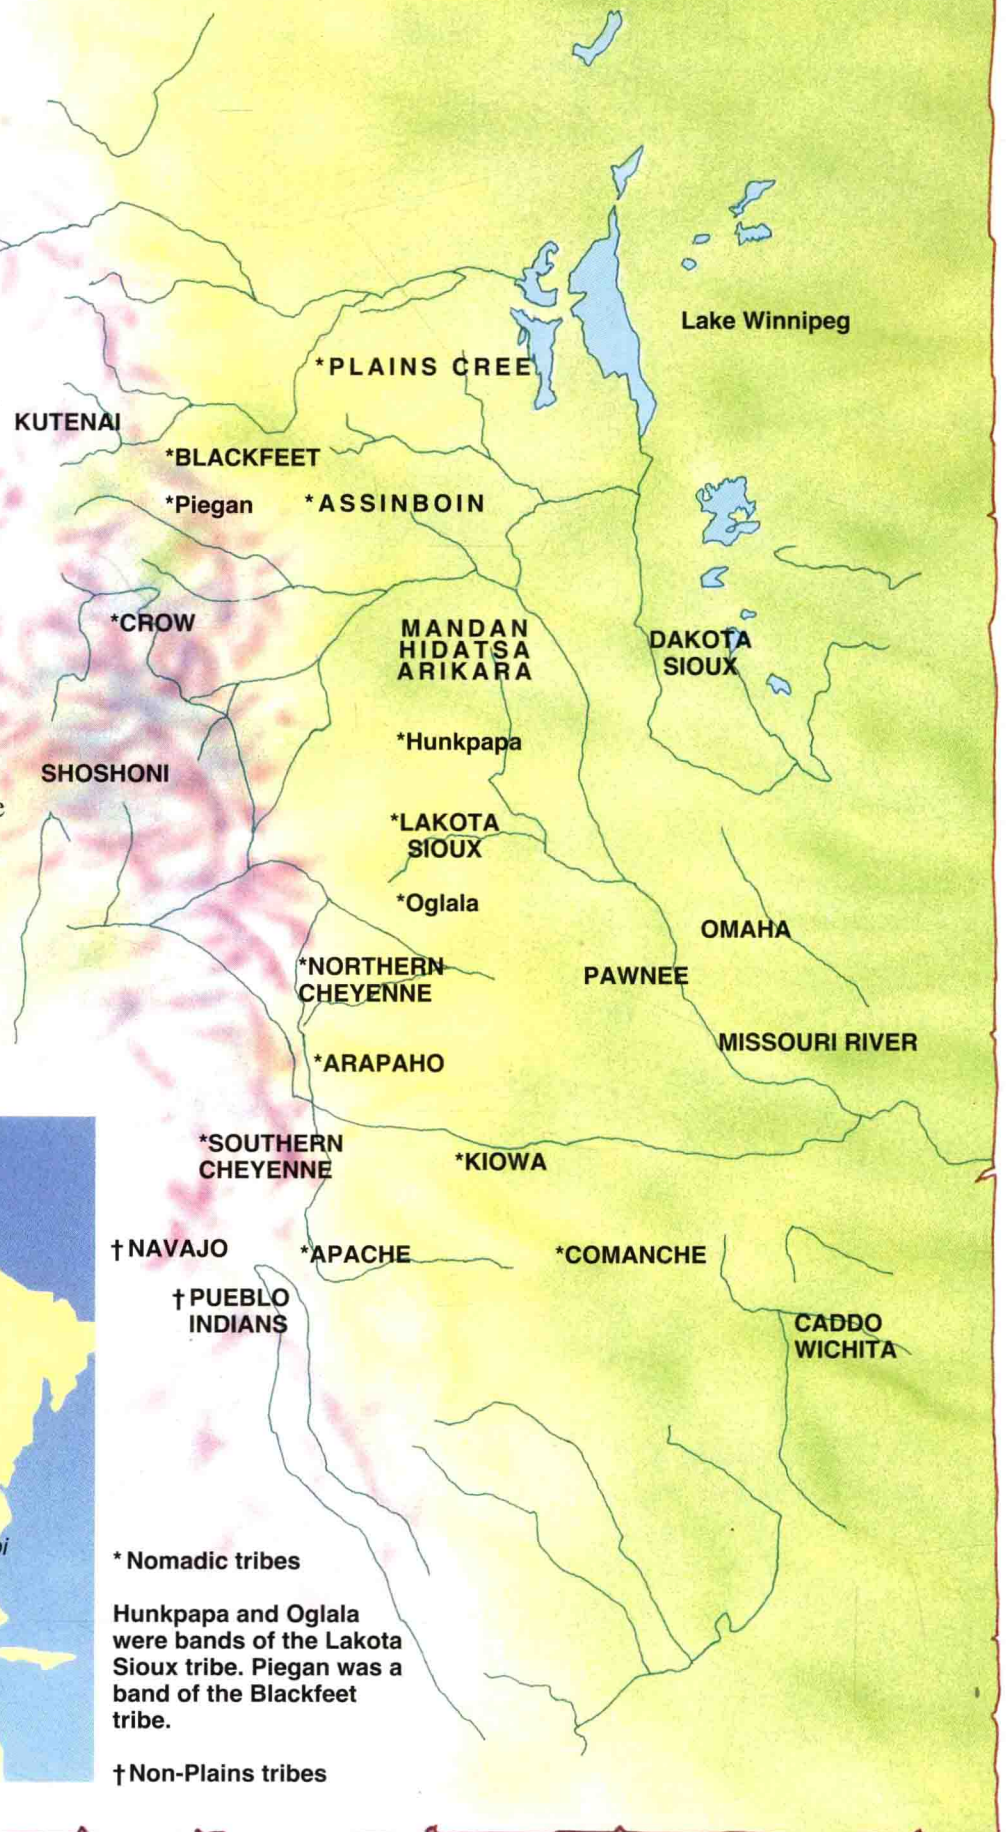 Lake Winnipeg
*PLAINS CREE
KUTENAI
*BLACKFEET
*Piegan
*ASSINBOIN
*CROW
MANDAN
HIDATSA
ARIKARA
DAKOTA
SIOUX
*Hunkpapa
SHOSHONI
e
*LAKOTA
SIOUX
*Oglala
OMAHA
*NORTHERN
CHEYENNE
PAWNEE
MISSOURI RIVER
*ARAPAHO
*SOUTHERN
CHEYENNE
*KIOWA
†NAVAJO
*APACHE
*COMANCHE
†PUEBLO
INDIANS
CADDO
WICHITA
*Nomadic tribes
Hunkpapa and Oglala
were bands of the Lakota
Sioux tribe. Piegan was a
band of the Blackfeet
tribe.
†Non-Plains tribes